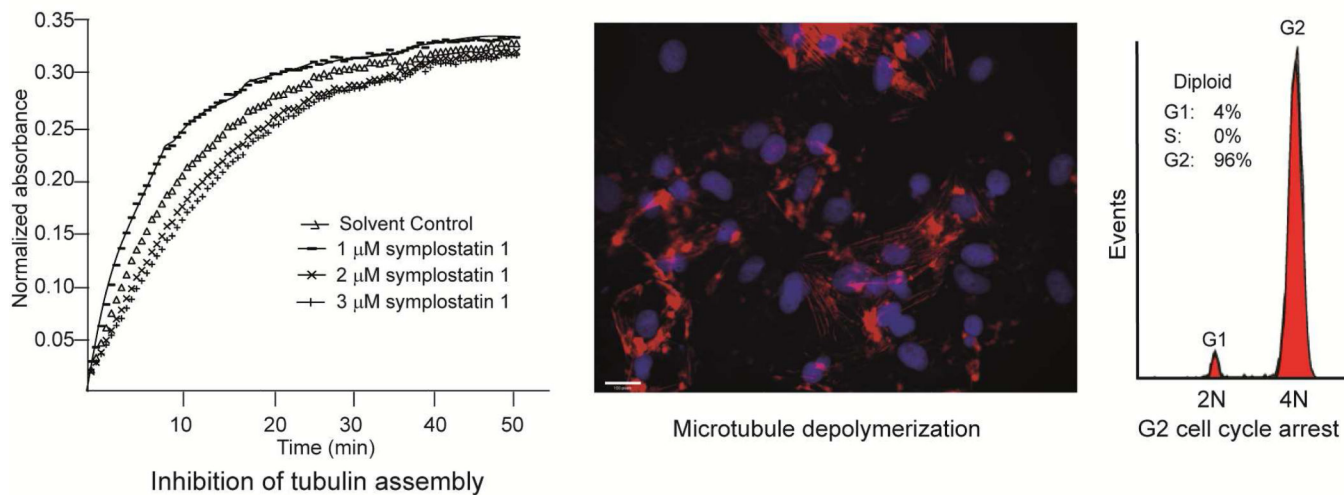 0.35
0.30
0.25
0.20
0.15
0.10
0.05
Normalized absorbance
Solvent Control
1 μM symplostatin 1
2 μM symplostatin 1
3 μM symplostatin 1
10 20 30 40 50
Time (min)
Inhibition of tubulin assembly
Microtubule depolymerization
G2
Diploid
G1: 4%
S: 0%
G2: 96%
Events
G1
2N 4N
G2 cell cycle arrest